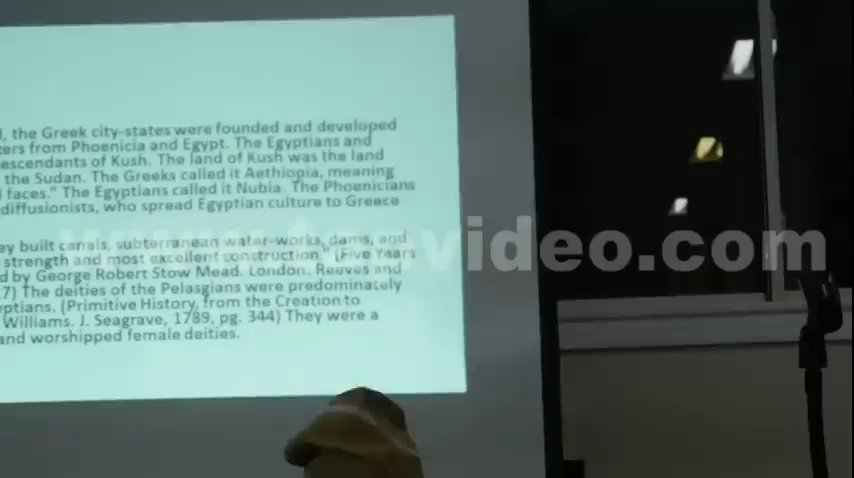 , the Greek city-states were founded and developed
ers from Phoenicia and Egypt. The Egyptians and
escendants of Kush. The land of Kush was the land
the Sudan. The Greeks called it Aethiopia, meaning
faces." The Egyptians called it Nubia. The Phoenicians
diffusionists, who spread Egyptian culture to Greece
ey built canals, subterranean water-works, dams, and
strength and most excellent construction." (Five Years
d by George Robert Stow Mead. London. Reeves and
7) The deities of the Pelasgians were predominately
ptians. (Primitive History, from the Creation to
Williams. J. Seagrave, 1789, pg. 344) They were a
and worshipped female deities.
video.com